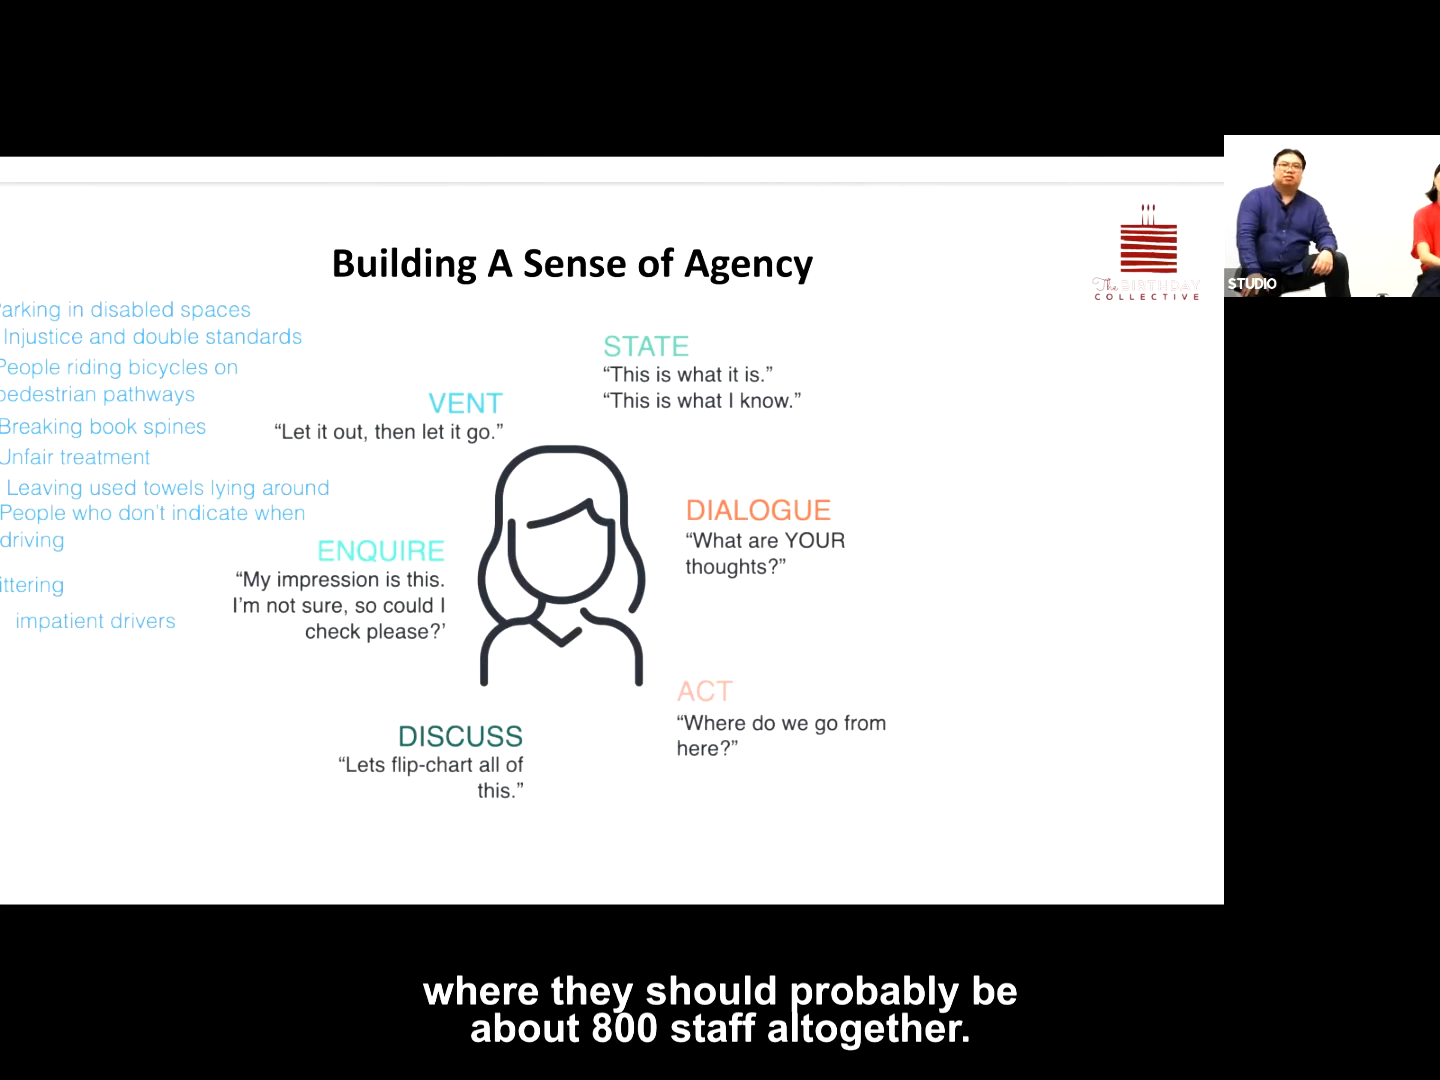 Building A Sense of Agency
The BIRTHDAY
COLLECTIVE
STUDIO
arking in disabled spaces
Injustice and double standards
People riding bicycles on
pedestrian pathways
Breaking book spines
Unfair treatment
Leaving used towels lying around
People who don't indicate when
driving
ittering
impatient drivers
STATE
“This is what it is.”
“This is what I know.”
VENT
“Let it out, then let it go.”
DIALOGUE
“What are YOUR
thoughts?”
ENQUIRE
“My impression is this.
I’m not sure, so could I
check please?’
ACT
“Where do we go from
here?”
DISCUSS
“Lets flip-chart all of
this.”
where they should probably be
about 800 staff altogether.